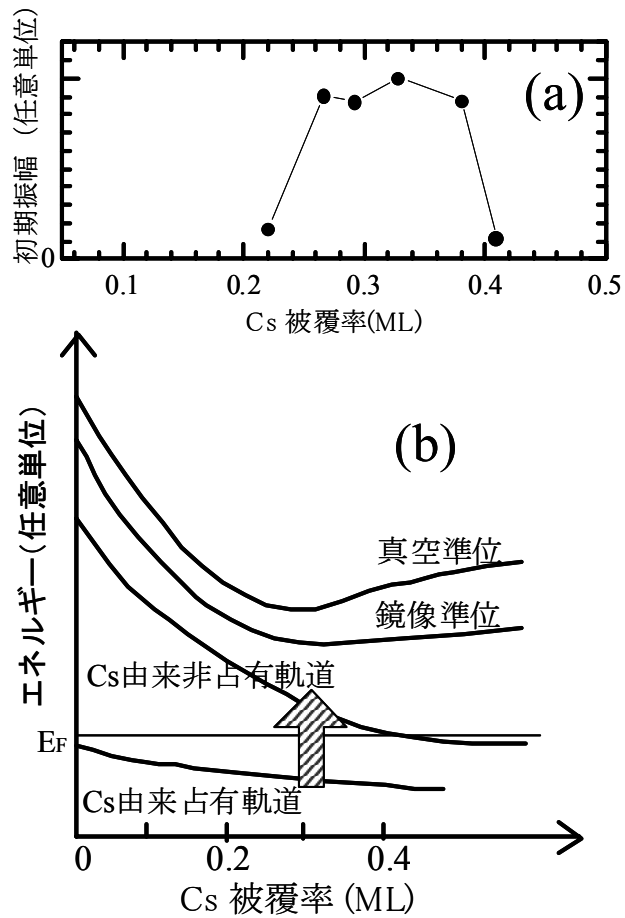 初期振幅 (任意単位)
(a)
0
0.1 0.2 0.3 0.4 0.5
Cs 被覆率(ML)
エネルギー(任意単位)
(b)
真空準位
鏡像準位
Cs由来非占有軌道
EF
Cs由来占有軌道
0 0.2 0.4
Cs 被覆率 (ML)